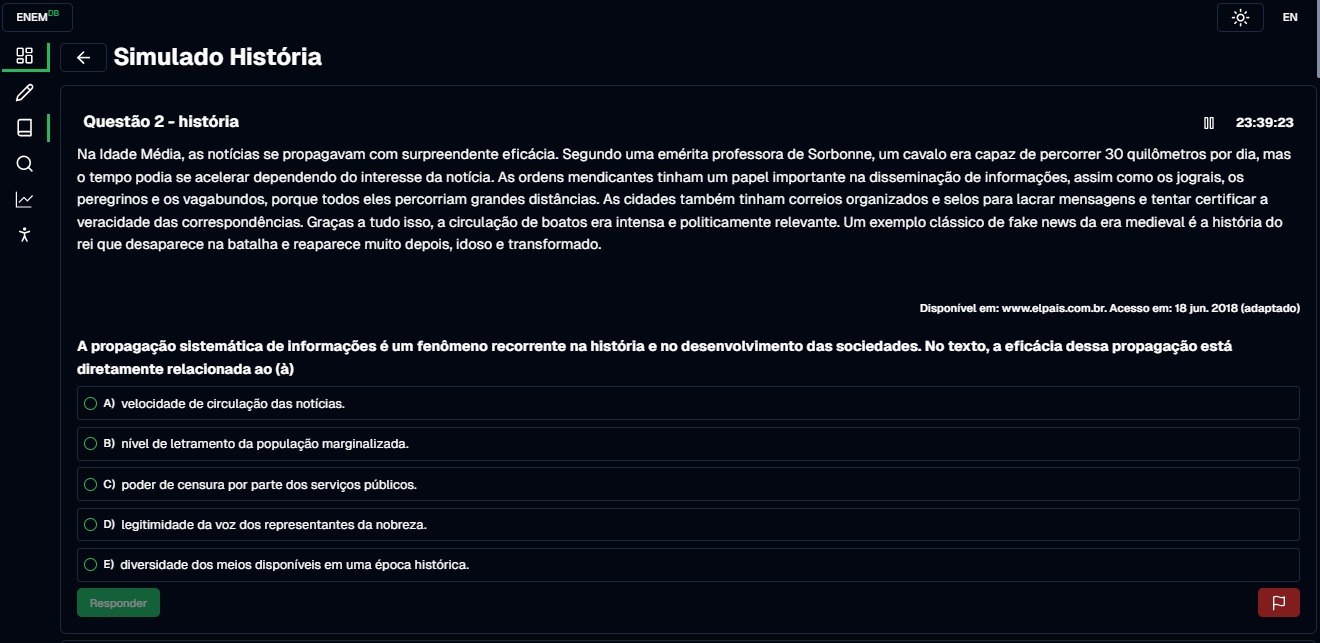 ENEM DB
EN
Simulado História
Questão 2 - história
23:39:23
Na Idade Média, as notícias se propagavam com surpreendente eficácia. Segundo uma emérita professora de Sorbonne, um cavalo era capaz de percorrer 30 quilômetros por dia, mas
o tempo podia se acelerar dependendo do interesse da notícia. As ordens mendicantes tinham um papel importante na disseminação de informações, assim como os jograis, os
peregrinos e os vagabundos, porque todos eles percorriam grandes distâncias. As cidades também tinham correios organizados e selos para lacrar mensagens e tentar certificar a
veracidade das correspondências. Graças a tudo isso, a circulação de boatos era intensa e politicamente relevante. Um exemplo clássico de fake news da era medieval é a história do
rei que desaparece na batalha e reaparece muito depois, idoso e transformado.
Disponível em: www.elpais.com.br. Acesso em: 18 jun. 2018 (adaptado)
A propagação sistemática de informações é um fenômeno recorrente na história e no desenvolvimento das sociedades. No texto, a eficácia dessa propagação está
diretamente relacionada ao (à)
A) velocidade de circulação das notícias.
B) nível de letramento da população marginalizada.
C) poder de censura por parte dos serviços públicos.
D) legitimidade da voz dos representantes da nobreza.
E) diversidade dos meios disponíveis em uma época histórica.
Responder